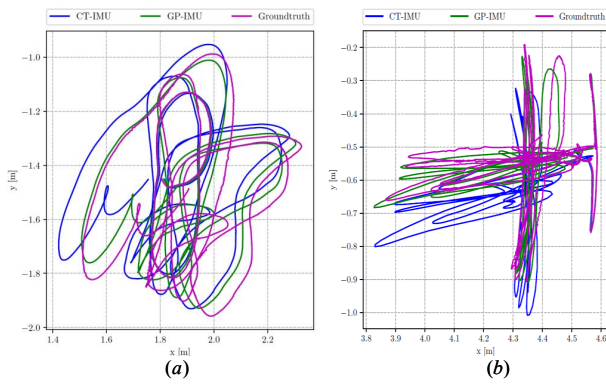 CT-IMU GP-IMU Groundtruth
−1.0
−1.2
−1.4
−1.6
−1.8
−2.0
y [m]
1.4 1.6 1.8 2.0 2.2
x [m]
(a)
CT-IMU GP-IMU Groundtruth
−0.2
−0.3
−0.4
−0.5
−0.6
−0.7
−0.8
−0.9
−1.0
y [m]
3.8 3.9 4.0 4.1 4.2 4.3 4.4 4.5 4.6
x [m]
(b)